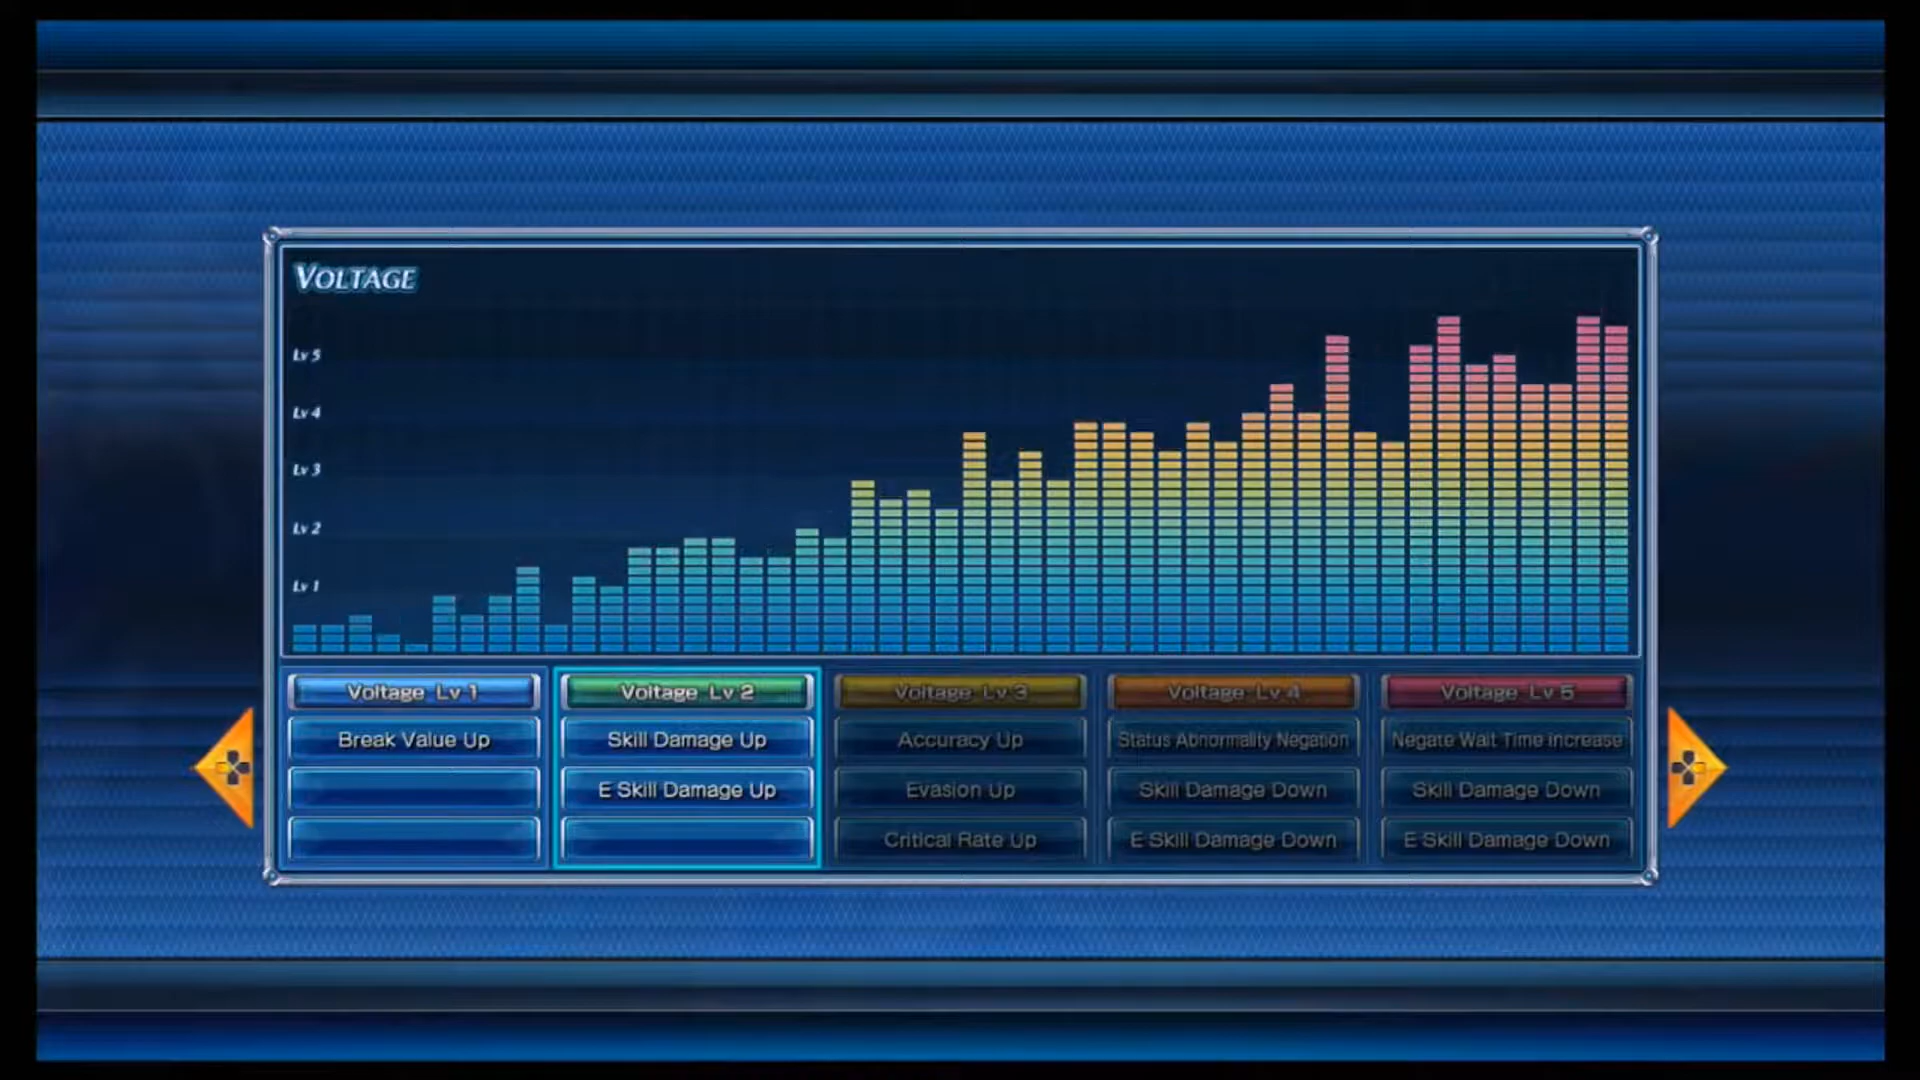 VOLTAGE
Lv 5
Lv 4
Lv 3
Lv 2
Lv 1
Voltage Lv 1
Voltage Lv 2
Voltage Lv 3
Voltage Lv 4
Voltage Lv 5
Break Value Up
Skill Damage Up
Accuracy Up
Status Abnormality Negation
Negate Wait Time Increase
E Skill Damage Up
Evasion Up
Skill Damage Down
Skill Damage Down
Critical Rate Up
E Skill Damage Down
E Skill Damage Down